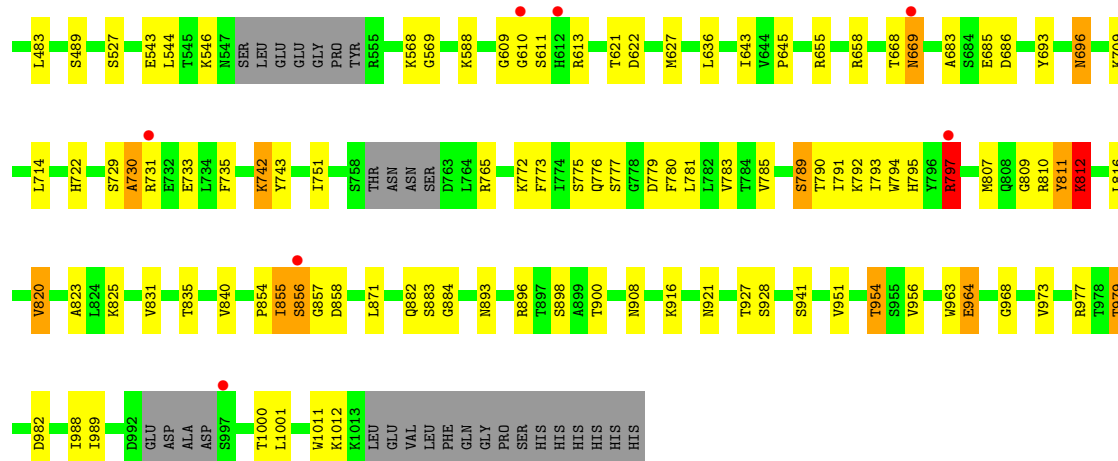 L483 S489 S527 E543 L544 T545 K546 N547 SER LEU GLU GLU GLY PRO TYR R555 K568 G569 K588 G609 G610 S611 H612 R613 T621 D622 M627 L636 I643 V644 P645 R655 R658 T668 N669 A683 S684 E685 D686 Y693 N696 K709
L714 H722 S729 A730 R731 E732 E733 L734 F735 K742 Y743 I751 S758 THR ASN ASN SER D763 L764 R765 K772 F773 I774 S775 Q776 S777 G778 D779 F780 L781 L782 V783 T784 V785 S789 T790 I791 K792 I793 W794 H795 Y796 R797 M807 Q808 G809 R810 Y811 K812
V820 A823 L824 K825 V831 T835 V840 P854 I855 S856 G857 D858 L871 Q882 S883 G884 N893 R896 T897 S898 A899 T900 N908 K916 N921 T927 S928 S941 V951 T954 S955 V956 W963 E964 G968 V973 R977 T978
D982 I988 I989 D992 GLU ASP ALA ASP S997 T1000 L1001 W1011 K1012 K1013 LEU GLU VAL LEU PHE GLN GLY PRO SER HIS HIS HIS HIS HIS HIS